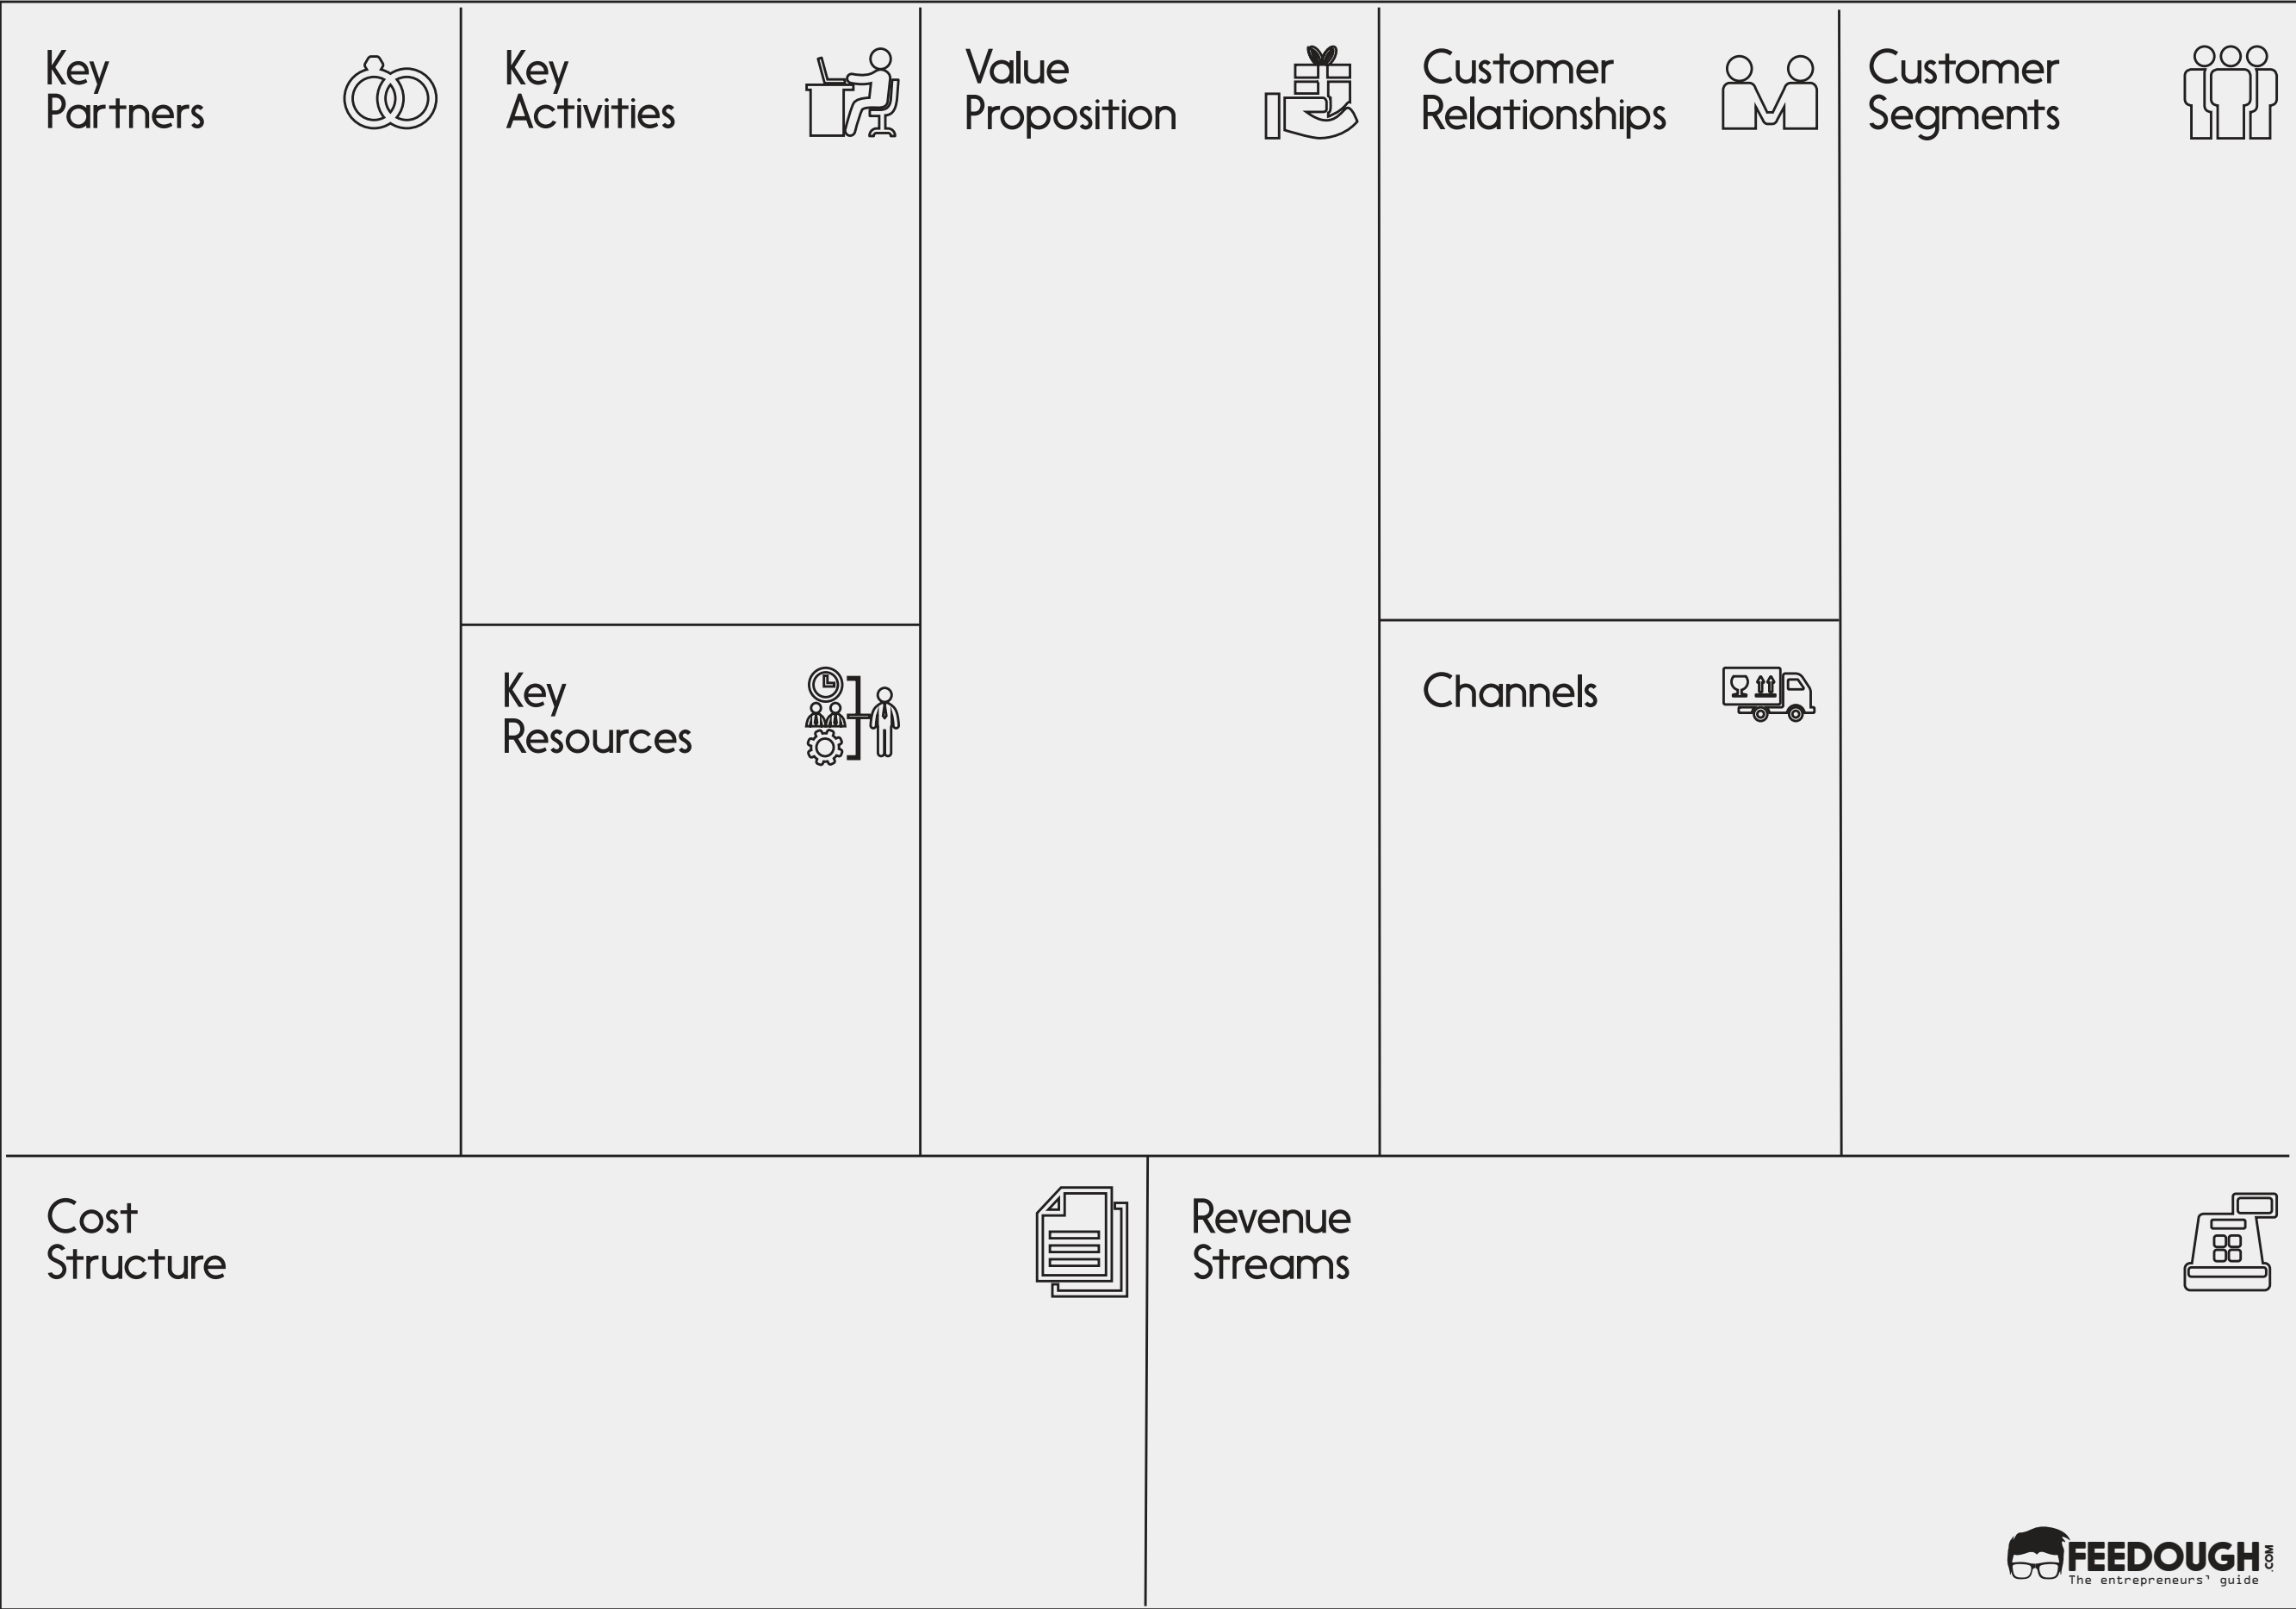 Key
Partners
Key
Activities
Key
Resources
Value
Proposition
Customer
Relationships
Channels
Customer
Segments
Cost
Structure
Revenue
Streams
FEEDOUGH.COM
The entrepreneurs' guide